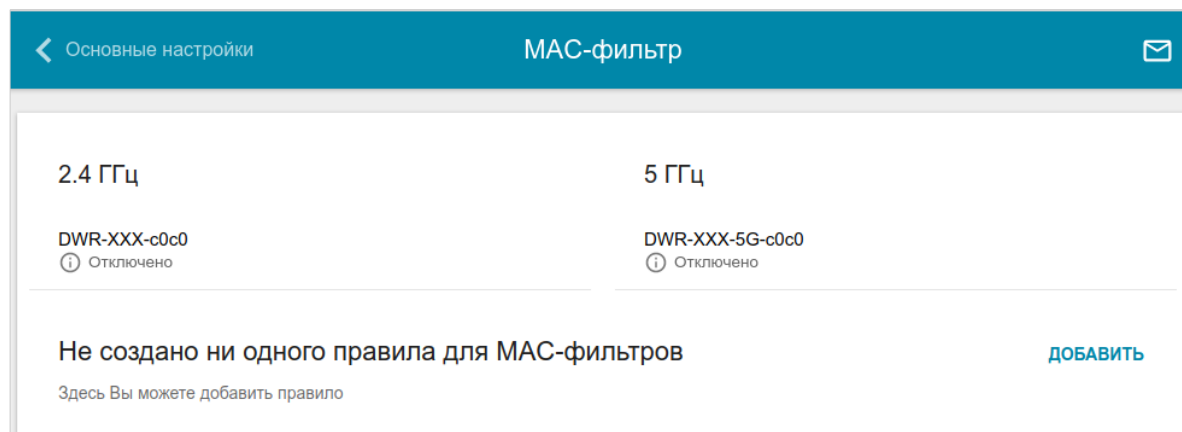 Основные настройки
MAC-фильтр
2.4 ГГц
5 ГГц
DWR-XXX-c0c0
Отключено
DWR-XXX-5G-c0c0
Отключено
Не создано ни одного правила для MAC-фильтров
ДОБАВИТЬ
Здесь Вы можете добавить правило